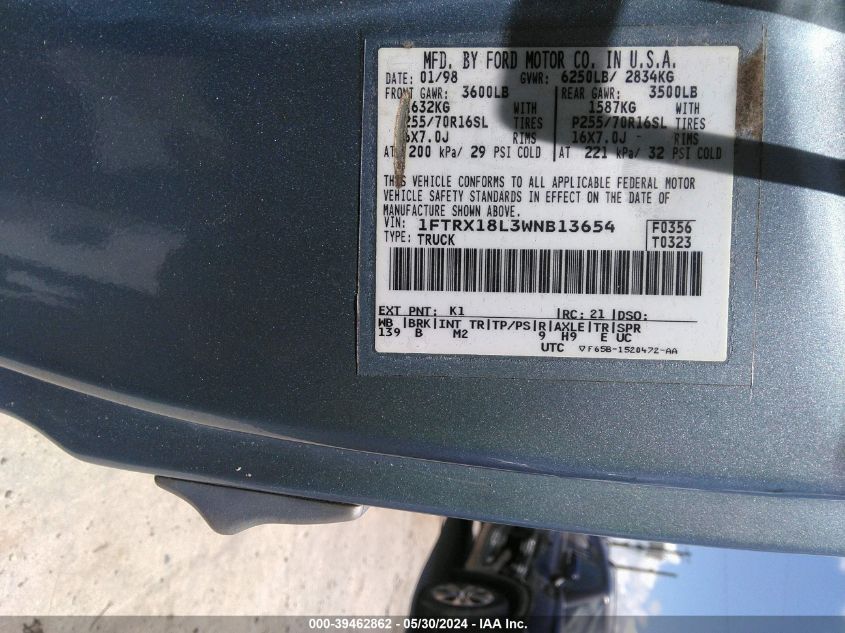 MFD. BY FORD MOTOR CO. IN U.S.A.
DATE: 01/98 GVWR: 6250LB/ 2834KG
FRONT GAWR: 3600LB REAR GAWR: 3500LB
632KG WITH 1587KG WITH
P255/70R16SL TIRES P255/70R16SL TIRES
6X7.0J RIMS 16X7.0J - RIMS
AT 200 kPa/ 29 PSI COLD AT 221 kPa/ 32 PSI COLD
THIS VEHICLE CONFORMS TO ALL APPLICABLE FEDERAL MOTOR
VEHICLE SAFETY STANDARDS IN EFFECT ON THE DATE OF
MANUFACTURE SHOWN ABOVE.
VIN: 1FTRX18L3WNB13654 F0356
TYPE: TRUCK T0323
EXT PNT: K1 |RC: 21 |DSO:
WB |BRK|INT TR|TP/PS|R|AXLE|TR|SPR
139 B M2 9 H9 E UC
UTC ▽F65B-1520472-AA
000-39462862 - 05/30/2024 - IAA Inc.